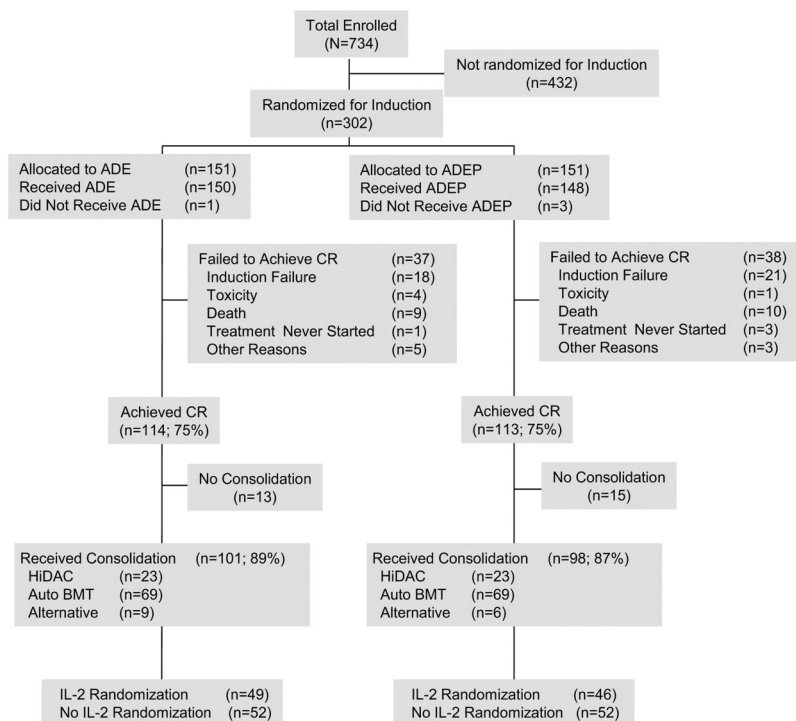 Total Enrolled
(N=734)
Not randomized for Induction
(n=432)
Randomized for Induction
(n=302)
Allocated to ADE (n=151)
Received ADE (n=150)
Did Not Receive ADE (n=1)
Allocated to ADEP (n=151)
Received ADEP (n=148)
Did Not Receive ADEP (n=3)
Failed to Achieve CR (n=37)
Induction Failure (n=18)
Toxicity (n=4)
Death (n=9)
Treatment Never Started (n=1)
Other Reasons (n=5)
Failed to Achieve CR (n=38)
Induction Failure (n=21)
Toxicity (n=1)
Death (n=10)
Treatment Never Started (n=3)
Other Reasons (n=3)
Achieved CR
(n=114; 75%)
Achieved CR
(n=113; 75%)
No Consolidation
(n=13)
No Consolidation
(n=15)
Received Consolidation (n=101; 89%)
HiDAC (n=23)
Auto BMT (n=69)
Alternative (n=9)
Received Consolidation (n=98; 87%)
HiDAC (n=23)
Auto BMT (n=69)
Alternative (n=6)
IL-2 Randomization (n=49)
No IL-2 Randomization (n=52)
IL-2 Randomization (n=46)
No IL-2 Randomization (n=52)